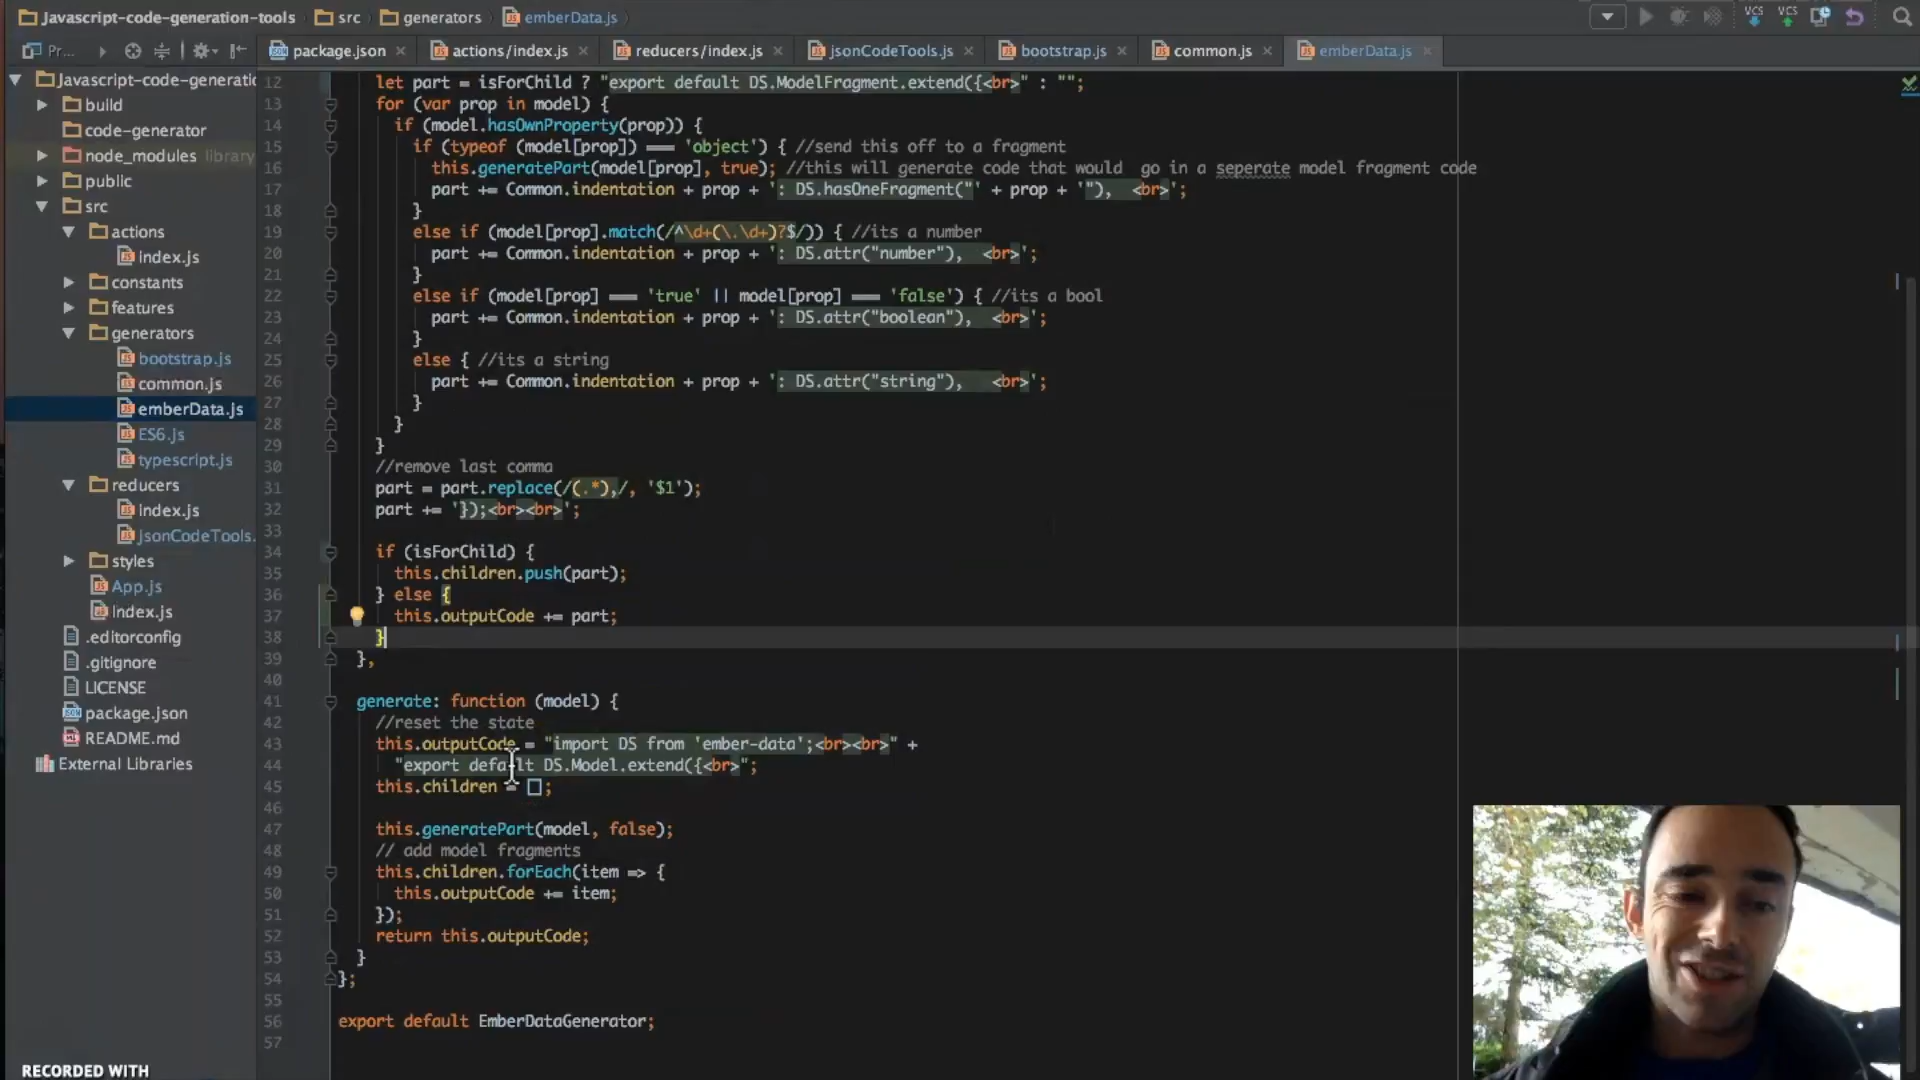 Javascript-code-generation-tools src generators emberData.js
VCS VCS
Pr... package.json actions/index.js reducers/index.js jsonCodeTools.js bootstrap.js common.js emberData.js
Javascript-code-generatio
build
code-generator
node_modules library
public
src
actions
index.js
constants
features
generators
bootstrap.js
common.js
emberData.js
ES6.js
typescript.js
reducers
index.js
jsonCodeTools.
styles
App.js
index.js
.editorconfig
.gitignore
LICENSE
package.json
README.md
External Libraries
12 let part = isForChild ? "export default DS.ModelFragment.extend({<br>" : "";
13 for (var prop in model) {
14 if (model.hasOwnProperty(prop)) {
15 if (typeof (model[prop]) === 'object') { //send this off to a fragment
16 this.generatePart(model[prop], true); //this will generate code that would  go in a seperate model fragment code
17 part += Common.indentation + prop + ': DS.hasOneFragment("' + prop + '"),  <br>';
18 }
19 else if (model[prop].match(/^\d+(\.\d+)?$/)) { //its a number
20 part += Common.indentation + prop + ': DS.attr("number"),  <br>';
21 }
22 else if (model[prop] === 'true' || model[prop] === 'false') { //its a bool
23 part += Common.indentation + prop + ': DS.attr("boolean"),  <br>';
24 }
25 else { //its a string
26 part += Common.indentation + prop + ': DS.attr("string"),  <br>';
27 }
28 }
29 }
30 //remove last comma
31 part = part.replace(/(.*),/, '$1');
32 part += '});<br><br>';
33
34 if (isForChild) {
35 this.children.push(part);
36 } else {
37 this.outputCode += part;
38 }
39 },
40
41 generate: function (model) {
42 //reset the state
43 this.outputCode = "import DS from 'ember-data';<br><br>" +
44 "export default DS.Model.extend({<br>";
45 this.children = [];
46
47 this.generatePart(model, false);
48 // add model fragments
49 this.children.forEach(item => {
50 this.outputCode += item;
51 });
52 return this.outputCode;
53 }
54 };
55
56 export default EmberDataGenerator;
57
RECORDED WITH